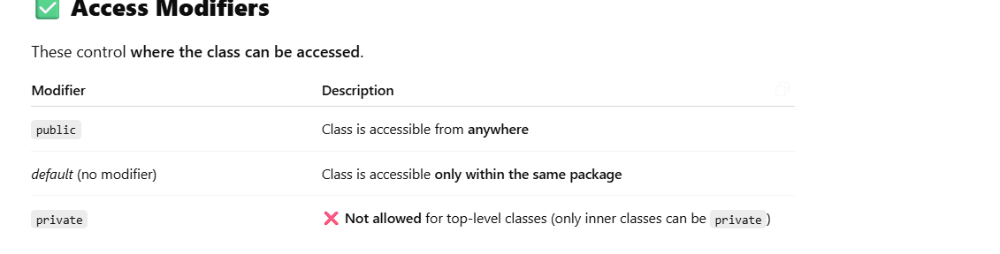 ✅ Access Modifiers
These control where the class can be accessed.
Modifier Description
public Class is accessible from anywhere
default (no modifier) Class is accessible only within the same package
private ❌ Not allowed for top-level classes (only inner classes can be private)